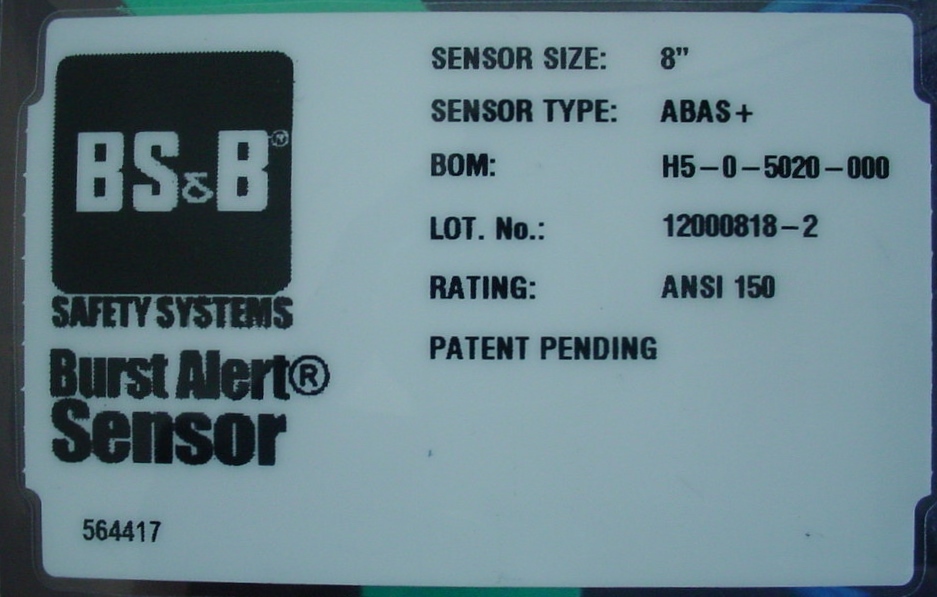 BS&B®
SAFETY SYSTEMS
Burst Alert®
Sensor
564417
SENSOR SIZE: 8"
SENSOR TYPE: ABAS+
BOM: H5-0-5020-000
LOT. No.: 12000818-2
RATING: ANSI 150
PATENT PENDING